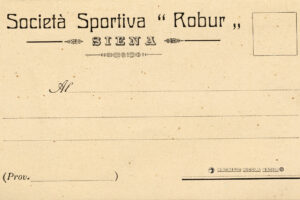 Società Sportiva “ Robur „
SIENA
Al
(Prov.